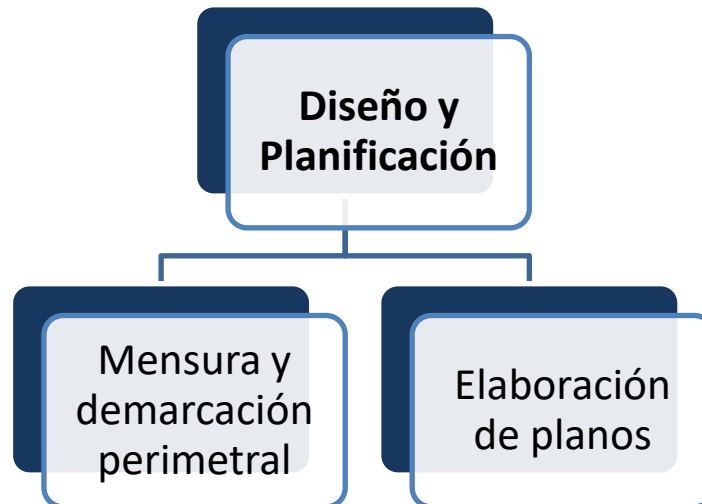 Diseño y
Planificación
Mensura y
demarcación
perimetral
Elaboración
de planos